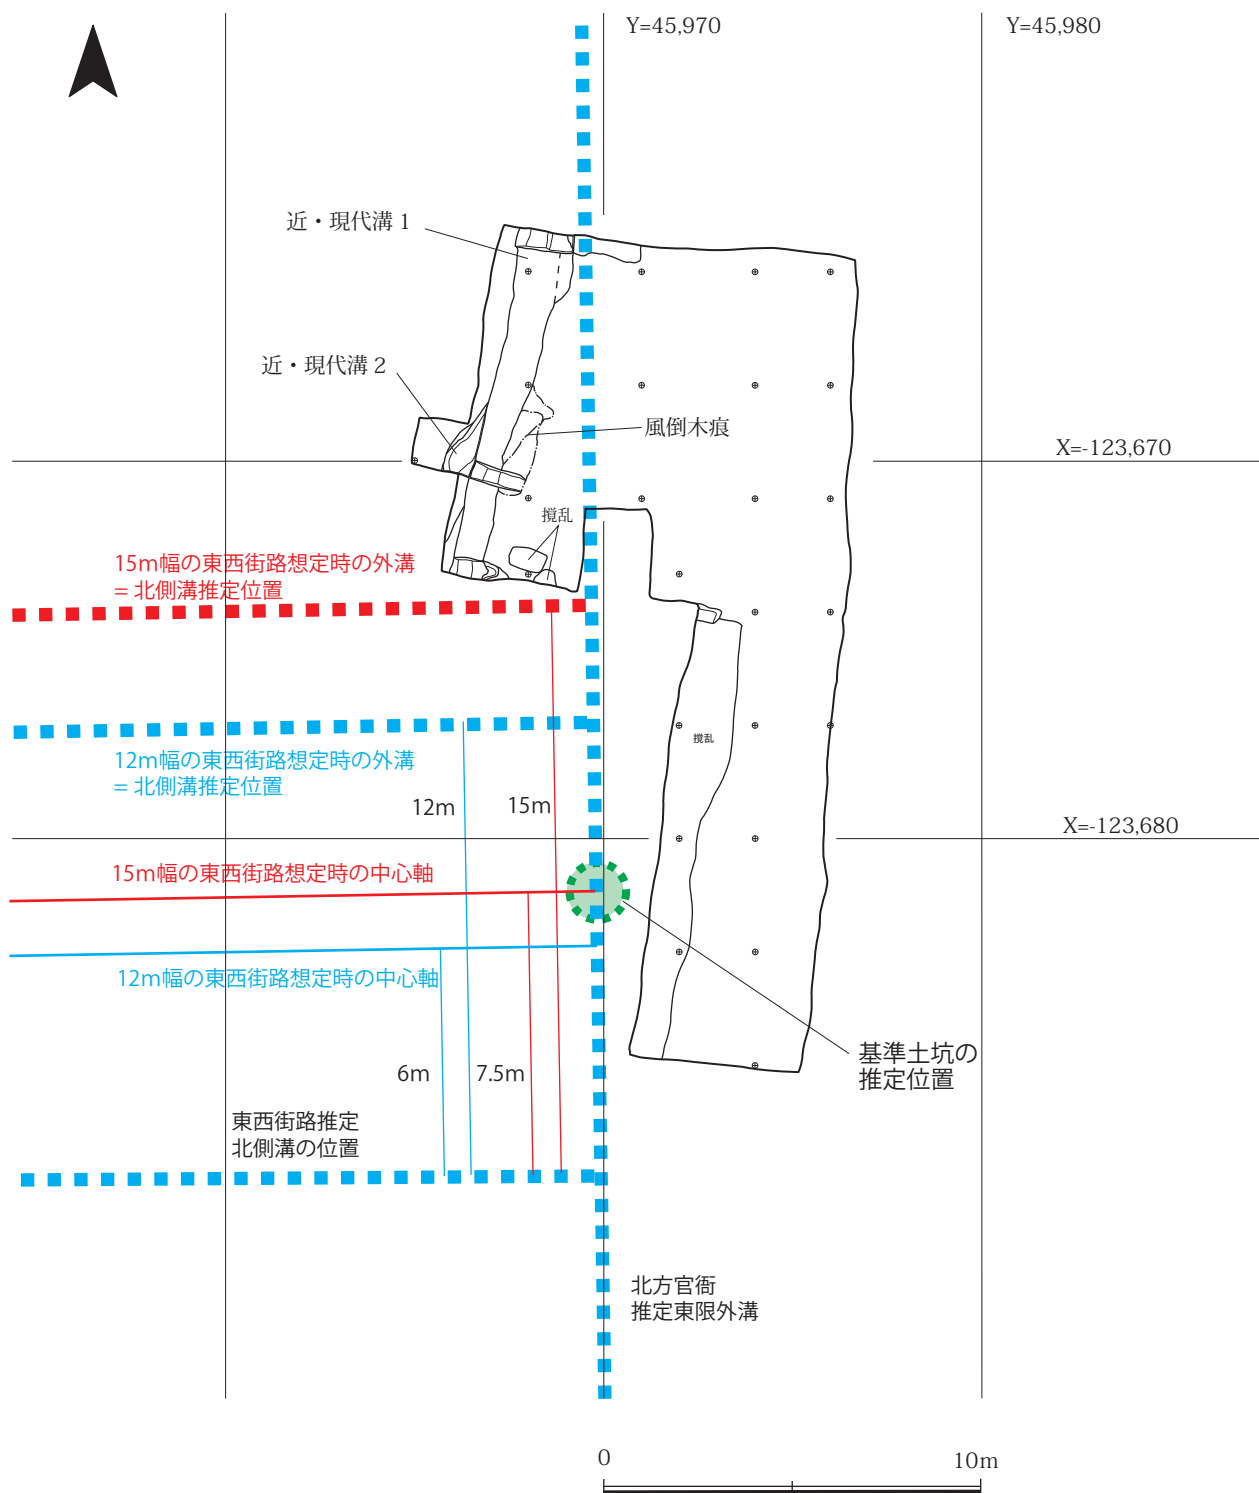 Y=45,970
Y=45,980
近・現代溝 1
近・現代溝 2
風倒木痕
X=-123,670
撹乱
15m幅の東西街路想定時の外溝
= 北側溝推定位置
撹乱
12m幅の東西街路想定時の外溝
= 北側溝推定位置
12m
15m
X=-123,680
15m幅の東西街路想定時の中心軸
12m幅の東西街路想定時の中心軸
基準土坑の
推定位置
6m
7.5m
東西街路推定
北側溝の位置
北方官衙
推定東限外溝
0
10m